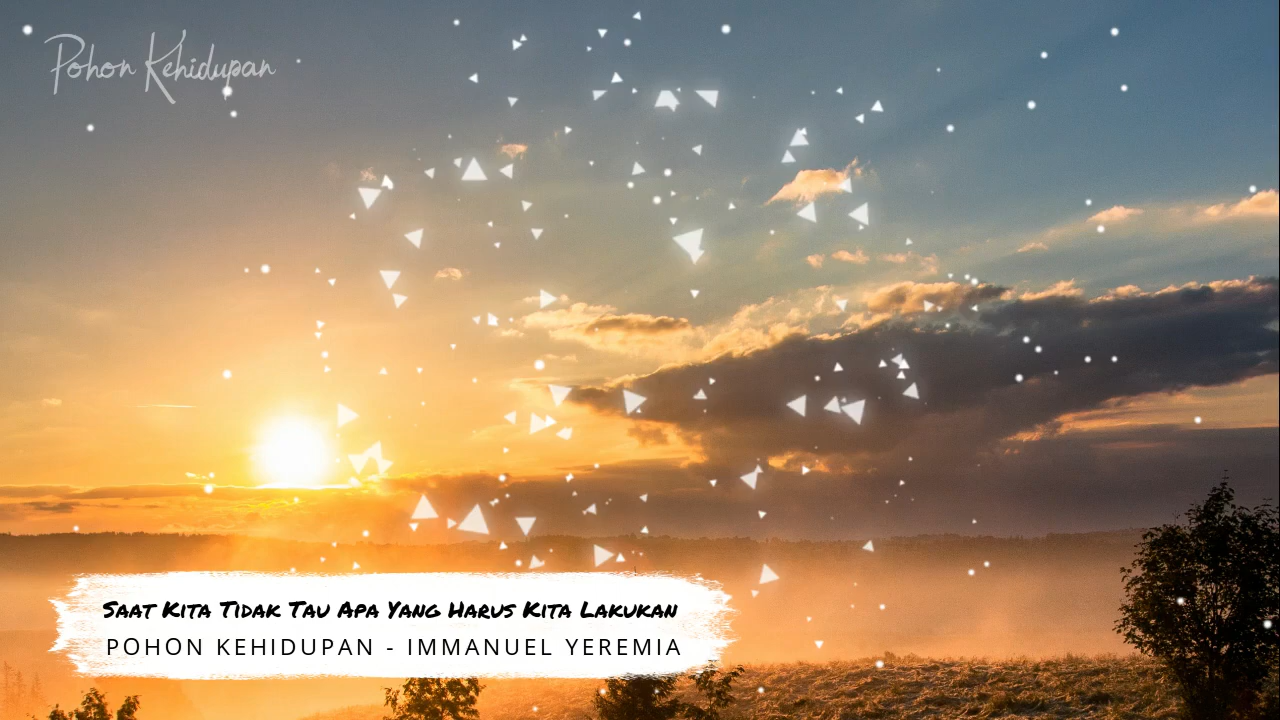 Pohon Kehidupan
Saat Kita Tidak Tau Apa Yang Harus Kita Lakukan
POHON KEHIDUPAN - IMMANUEL YEREMIA